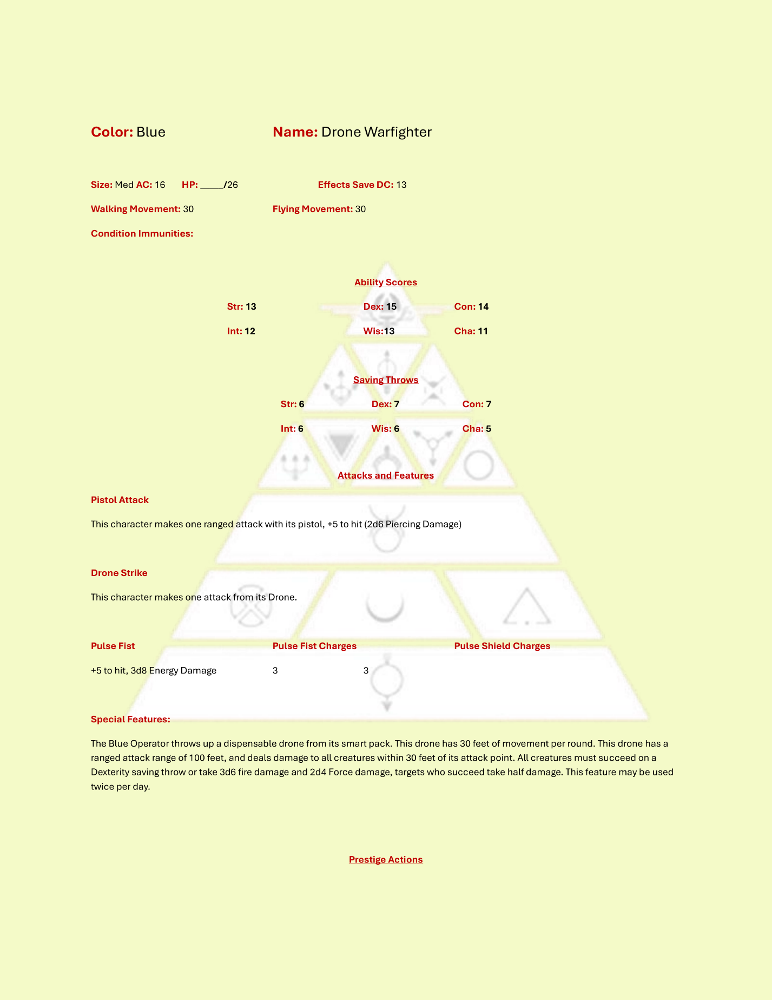 Color: Blue Name: Drone Warfighter
Size: Med AC: 16 HP: _____/26 Effects Save DC: 13
Walking Movement: 30 Flying Movement: 30
Condition Immunities:
Ability Scores
Str: 13 Dex: 15 Con: 14
Int: 12 Wis:13 Cha: 11
Saving Throws
Str: 6 Dex: 7 Con: 7
Int: 6 Wis: 6 Cha: 5
Attacks and Features
Pistol Attack
This character makes one ranged attack with its pistol, +5 to hit (2d6 Piercing Damage)
Drone Strike
This character makes one attack from its Drone.
Pulse Fist Pulse Fist Charges Pulse Shield Charges
+5 to hit, 3d8 Energy Damage 3 3
Special Features:
The Blue Operator throws up a dispensable drone from its smart pack. This drone has 30 feet of movement per round. This drone has a
ranged attack range of 100 feet, and deals damage to all creatures within 30 feet of its attack point. All creatures must succeed on a
Dexterity saving throw or take 3d6 fire damage and 2d4 Force damage, targets who succeed take half damage. This feature may be used
twice per day.
Prestige Actions